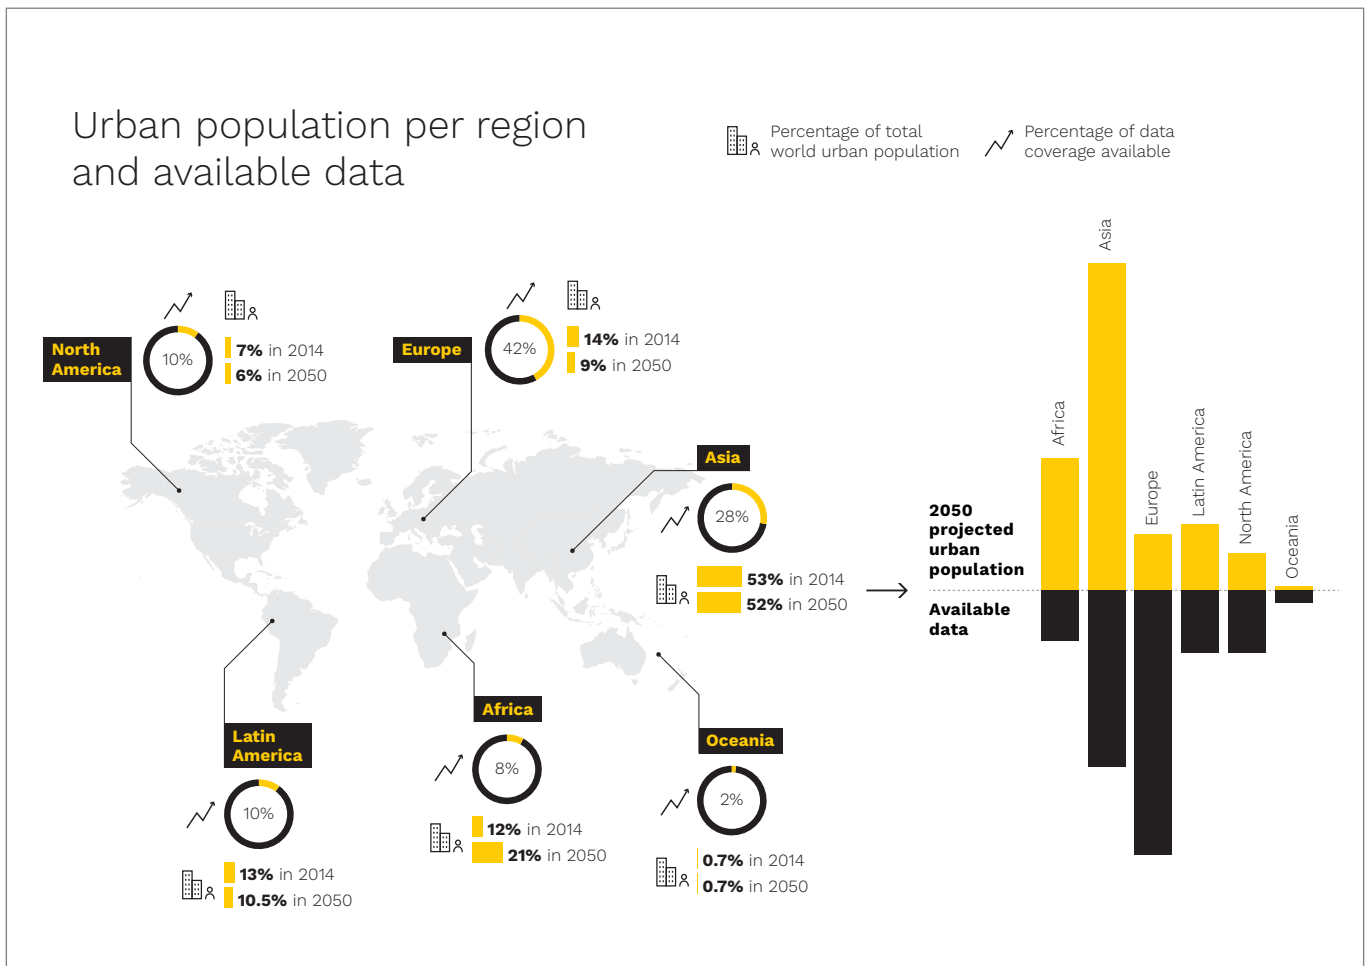 Urban population per region
and available data
Percentage of total
world urban population
Percentage of data
coverage available
North
America
10%
7% in 2014
6% in 2050
Europe
42%
14% in 2014
9% in 2050
Asia
28%
53% in 2014
52% in 2050
Latin
America
10%
13% in 2014
10.5% in 2050
Africa
8%
12% in 2014
21% in 2050
Oceania
2%
0.7% in 2014
0.7% in 2050
2050
projected
urban
population
Available
data
Africa
Asia
Europe
Latin America
North America
Oceania